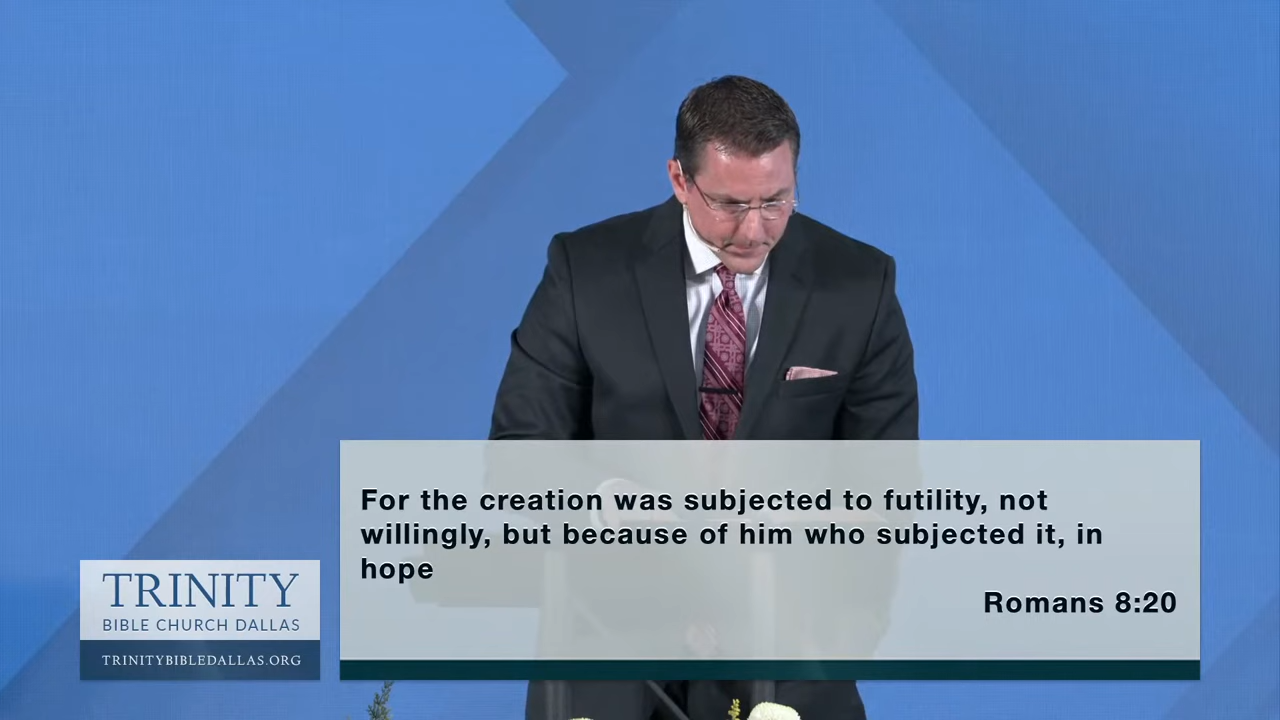 For the creation was subjected to futility, not
willingly, but because of him who subjected it, in
hope
Romans 8:20
TRINITY
BIBLE CHURCH DALLAS
TRINITYBIBLEDALLAS.ORG